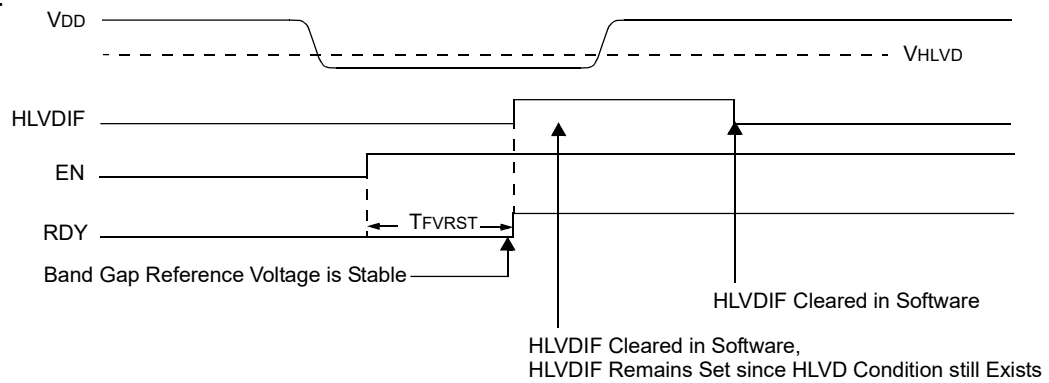 VDD
VHLVD
HLVDIF
EN
TFVRST
RDY
Band Gap Reference Voltage is Stable
HLVDIF Cleared in Software
HLVDIF Cleared in Software,
HLVDIF Remains Set since HLVD Condition still Exists